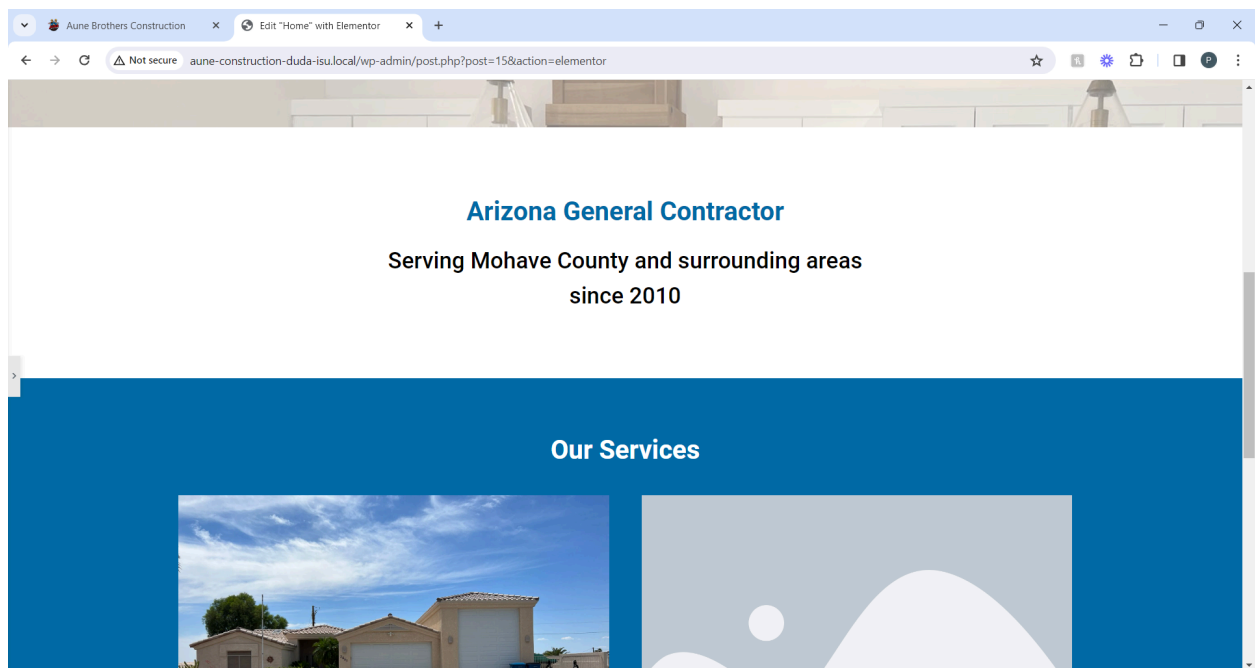 Aune Brothers Construction
Edit "Home" with Elementor
Not secure
aune-construction-duda-isu.local/wp-admin/post.php?post=15&action=elementor
P
Arizona General Contractor
Serving Mohave County and surrounding areas
since 2010
Our Services